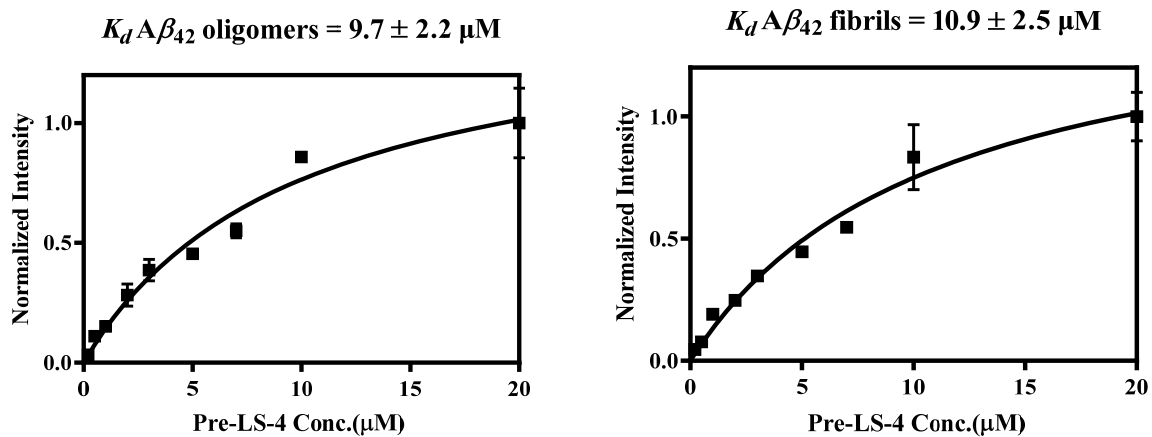 K_d Aβ₄₂ oligomers = 9.7 ± 2.2 μM
Normalized Intensity
1.0
0.5
0.0
0 5 10 15 20
Pre-LS-4 Conc.(μM)
K_d Aβ₄₂ fibrils = 10.9 ± 2.5 μM
Normalized Intensity
1.0
0.5
0.0
0 5 10 15 20
Pre-LS-4 Conc.(μM)